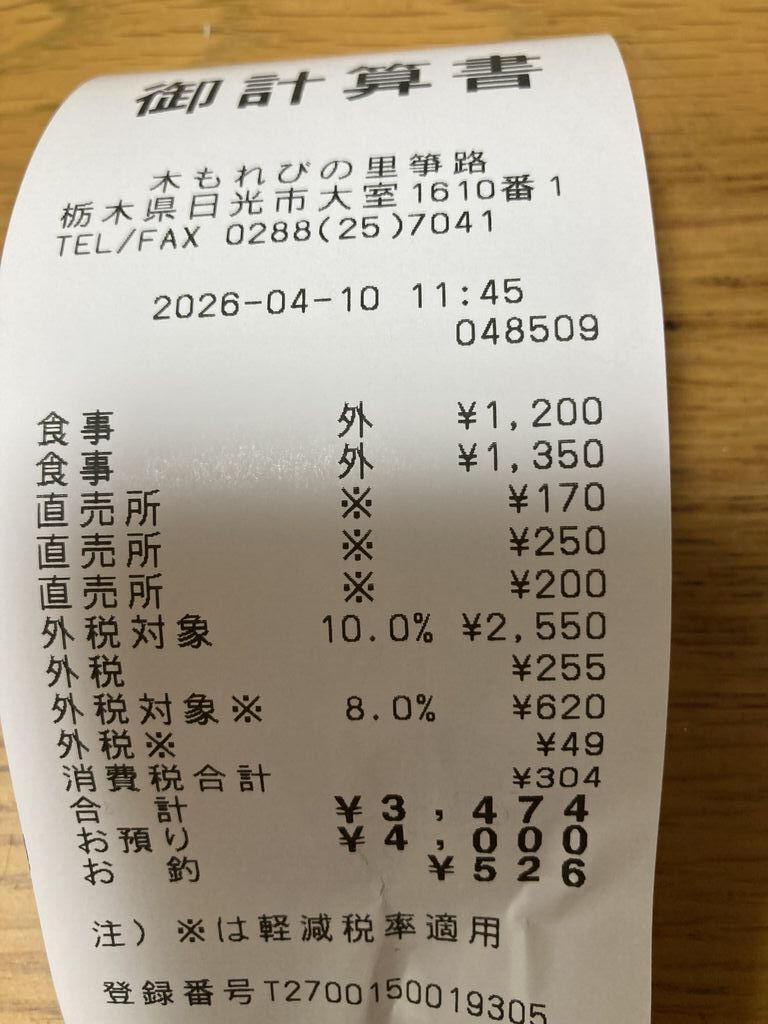 御計算書
木もれびの里箏路
栃木県日光市大室1610番1
TEL/FAX 0288(25)7041
2026-04-10 11:45
048509
食事 外 ¥1,200
食事 外 ¥1,350
直売所 ※ ¥170
直売所 ※ ¥250
直売所 ※ ¥200
外税対象 10.0% ¥2,550
外税 ¥255
外税対象※ 8.0% ¥620
外税※ ¥49
消費税合計 ¥304
合計 ¥3,474
お預り ¥4,000
お釣 ¥526
注) ※は軽減税率適用
登録番号T2700150019305